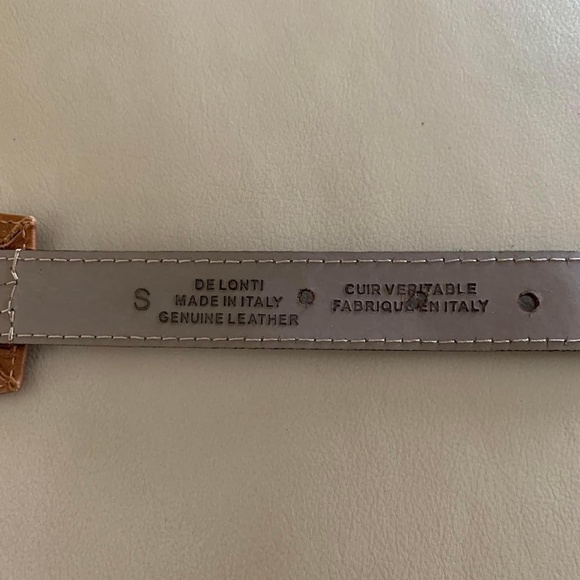 S
DE LONTI
MADE IN ITALY
GENUINE LEATHER
CUIR VERITABLE
FABRIQUE EN ITALY